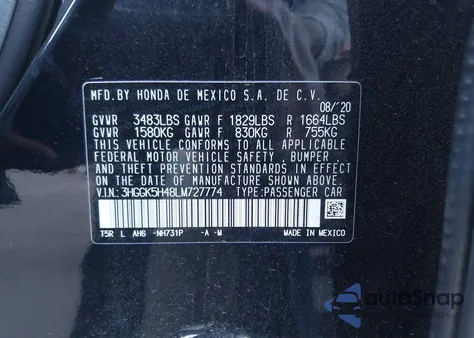 MFD.BY HONDA DE MEXICO S.A. DE C.V.
08/'20
GVWR 3483LBS GAWR F 1829LBS R 1664LBS
GVWR 1580KG GAWR F 830KG R 755KG
THIS VEHICLE CONFORMS TO ALL APPLICABLE
FEDERAL MOTOR VEHICLE SAFETY , BUMPER ,
AND THEFT PREVENTION STANDARDS IN EFFECT
ON THE DATE OF MANUFACTURE SHOWN ABOVE.
V.I.N.:3HGGK5H48LM727774 TYPE:PASSENGER CAR
T5R L AH6 -NH731P -A -M MADE IN MEXICO
autoSnap